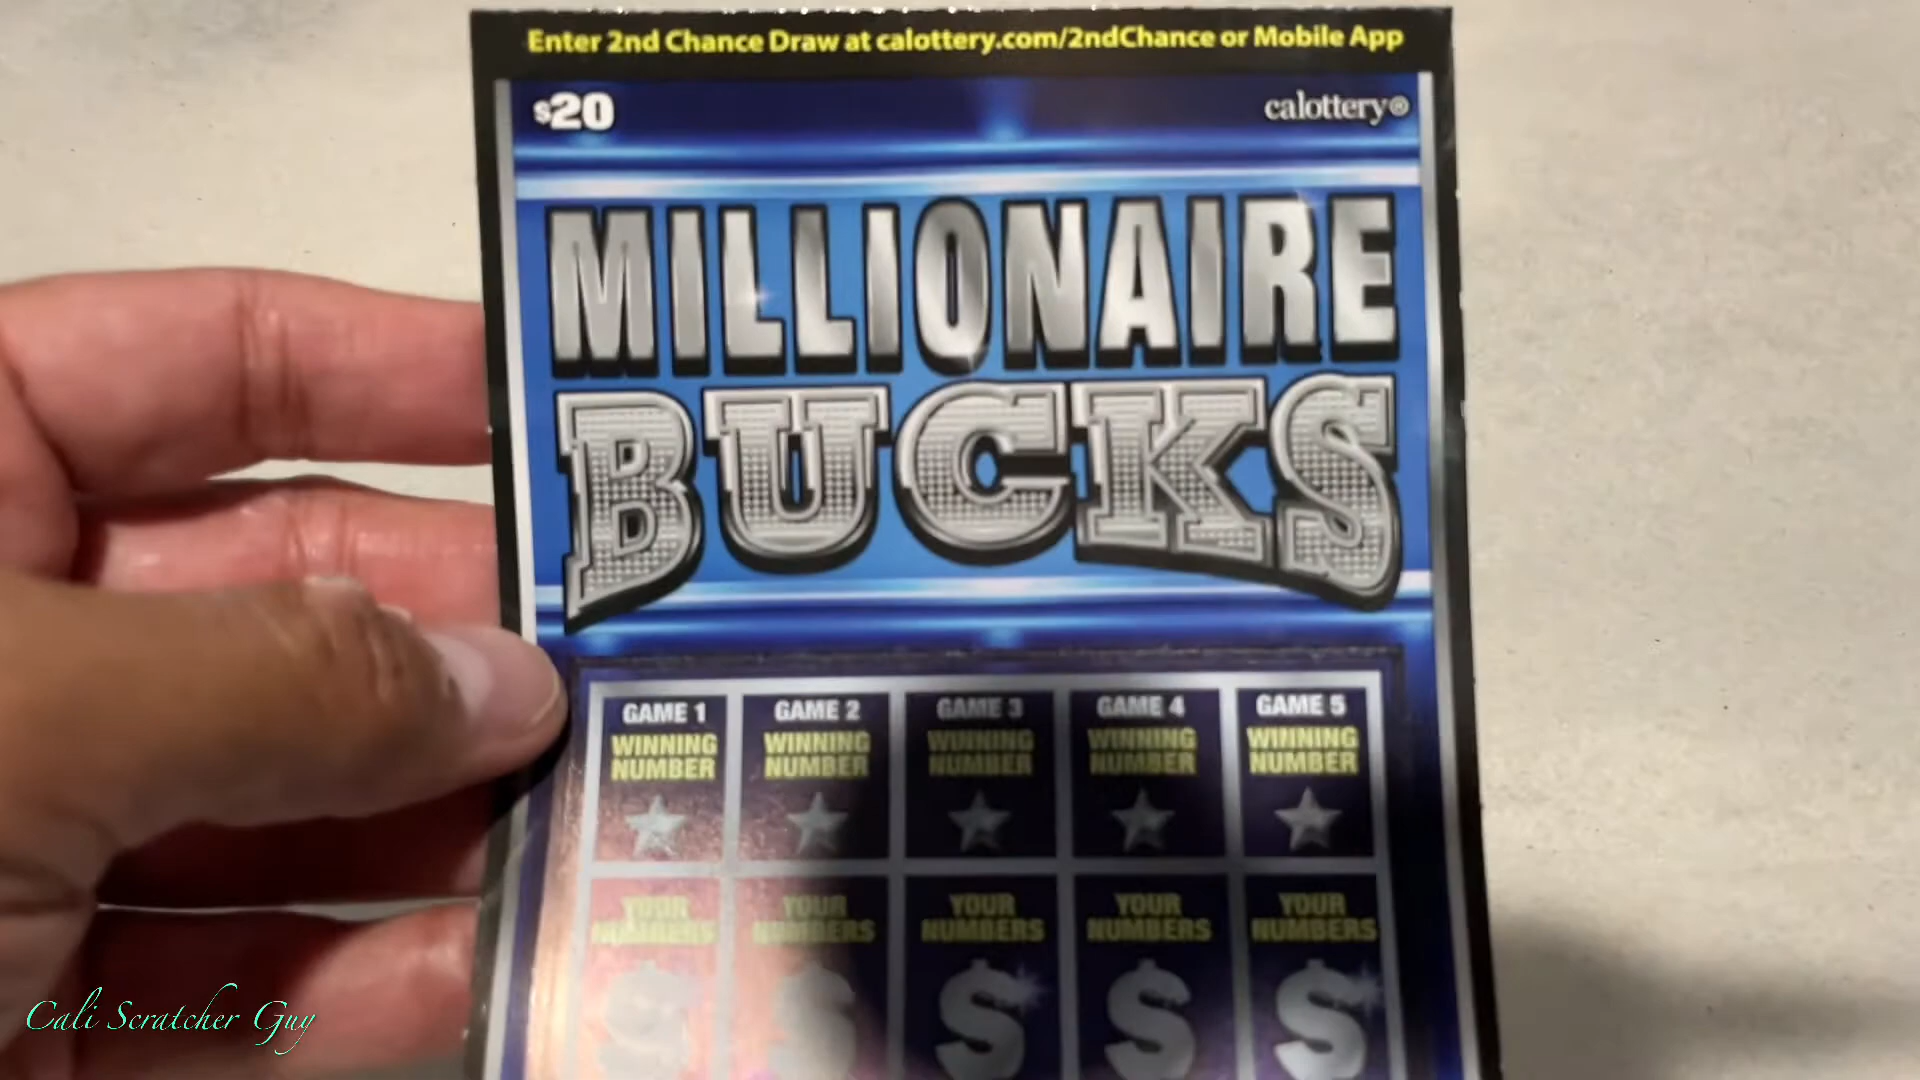 Enter 2nd Chance Draw at calottery.com/2ndChance or Mobile App
$20 calottery®
MILLIONAIRE
BUCKS
GAME 1 GAME 2 GAME 3 GAME 4 GAME 5
WINNING WINNING WINNING WINNING WINNING
NUMBER NUMBER NUMBER NUMBER NUMBER
YOUR YOUR YOUR YOUR YOUR
NUMBERS NUMBERS NUMBERS NUMBERS NUMBERS
$ $ $ $ $
Cali Scratcher Guy